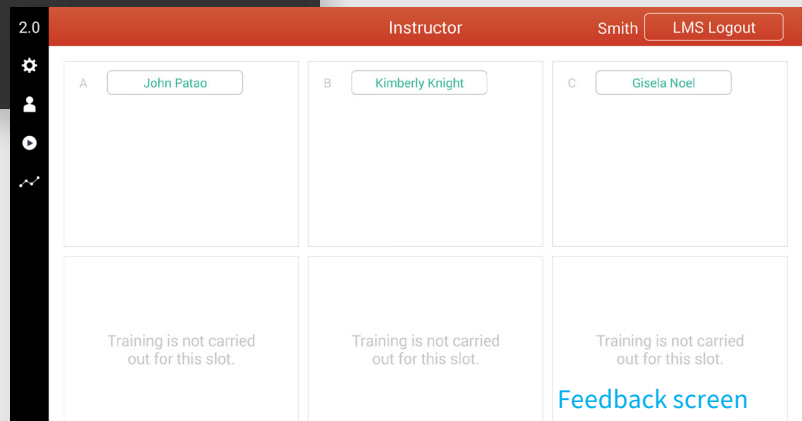 2.0
Instructor
Smith
LMS Logout
A
John Patao
B
Kimberly Knight
C
Gisela Noel
Training is not carried
out for this slot.
Training is not carried
out for this slot.
Training is not carried
out for this slot.
Feedback screen